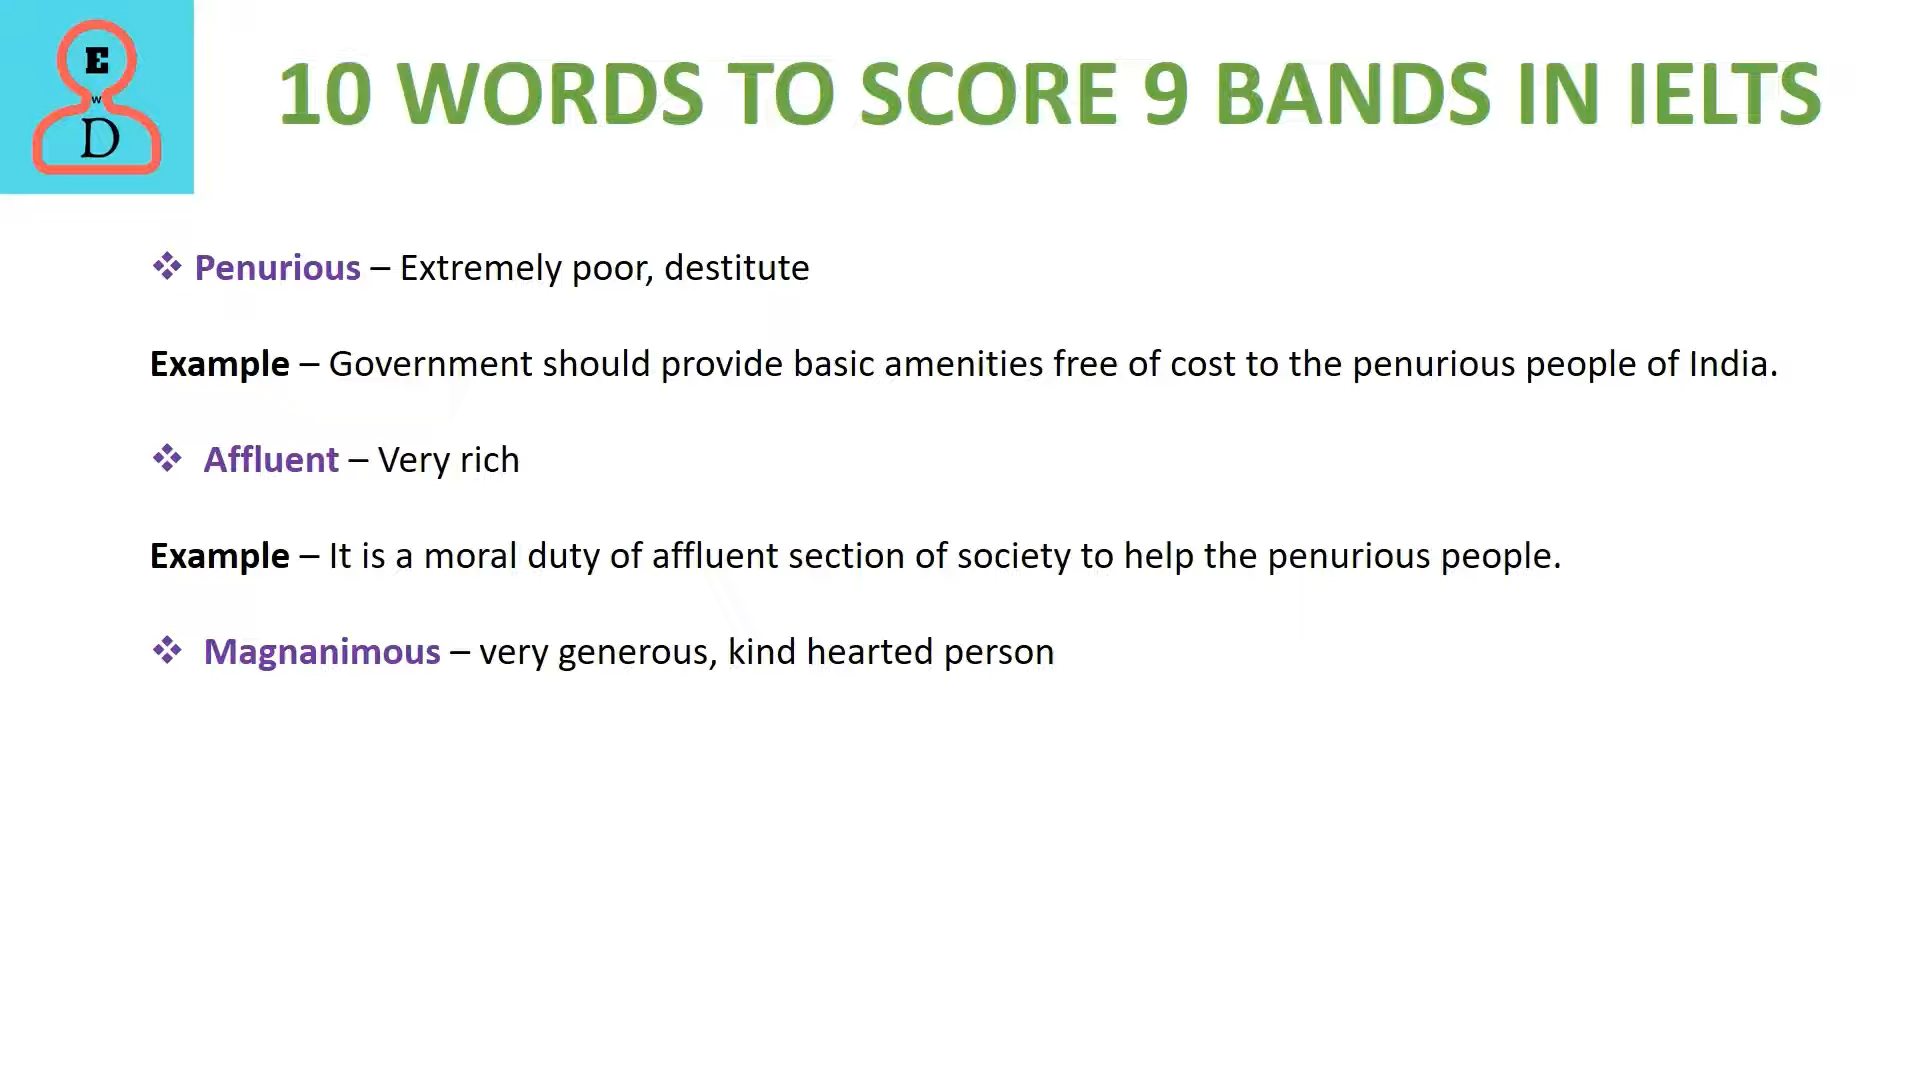 E
w
D
10 WORDS TO SCORE 9 BANDS IN IELTS
❖ Penurious – Extremely poor, destitute
Example – Government should provide basic amenities free of cost to the penurious people of India.
❖ Affluent – Very rich
Example – It is a moral duty of affluent section of society to help the penurious people.
❖ Magnanimous – very generous, kind hearted person